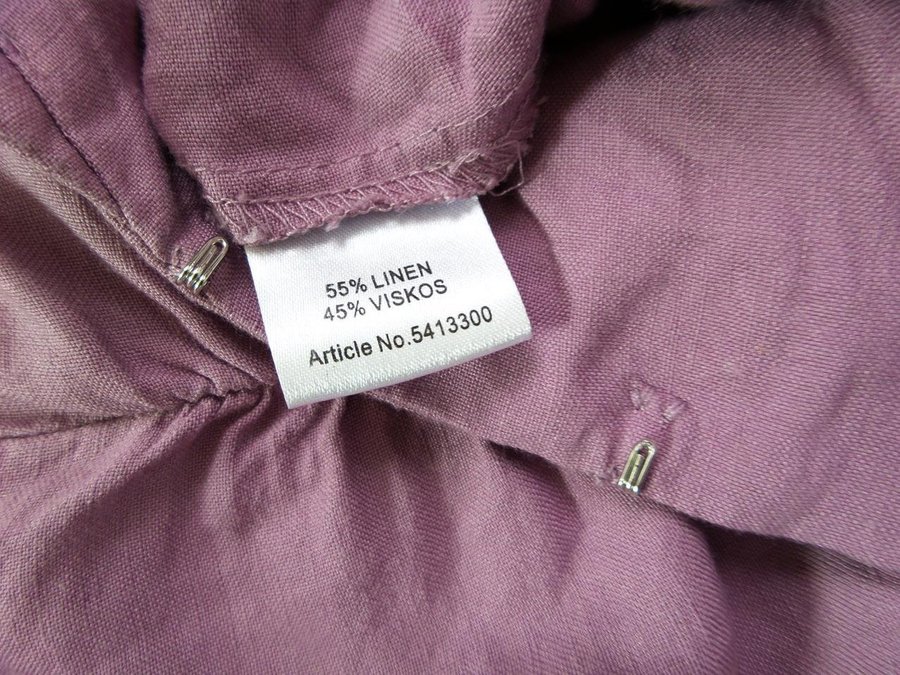 55% LINEN
45% VISKOS
Article No.5413300